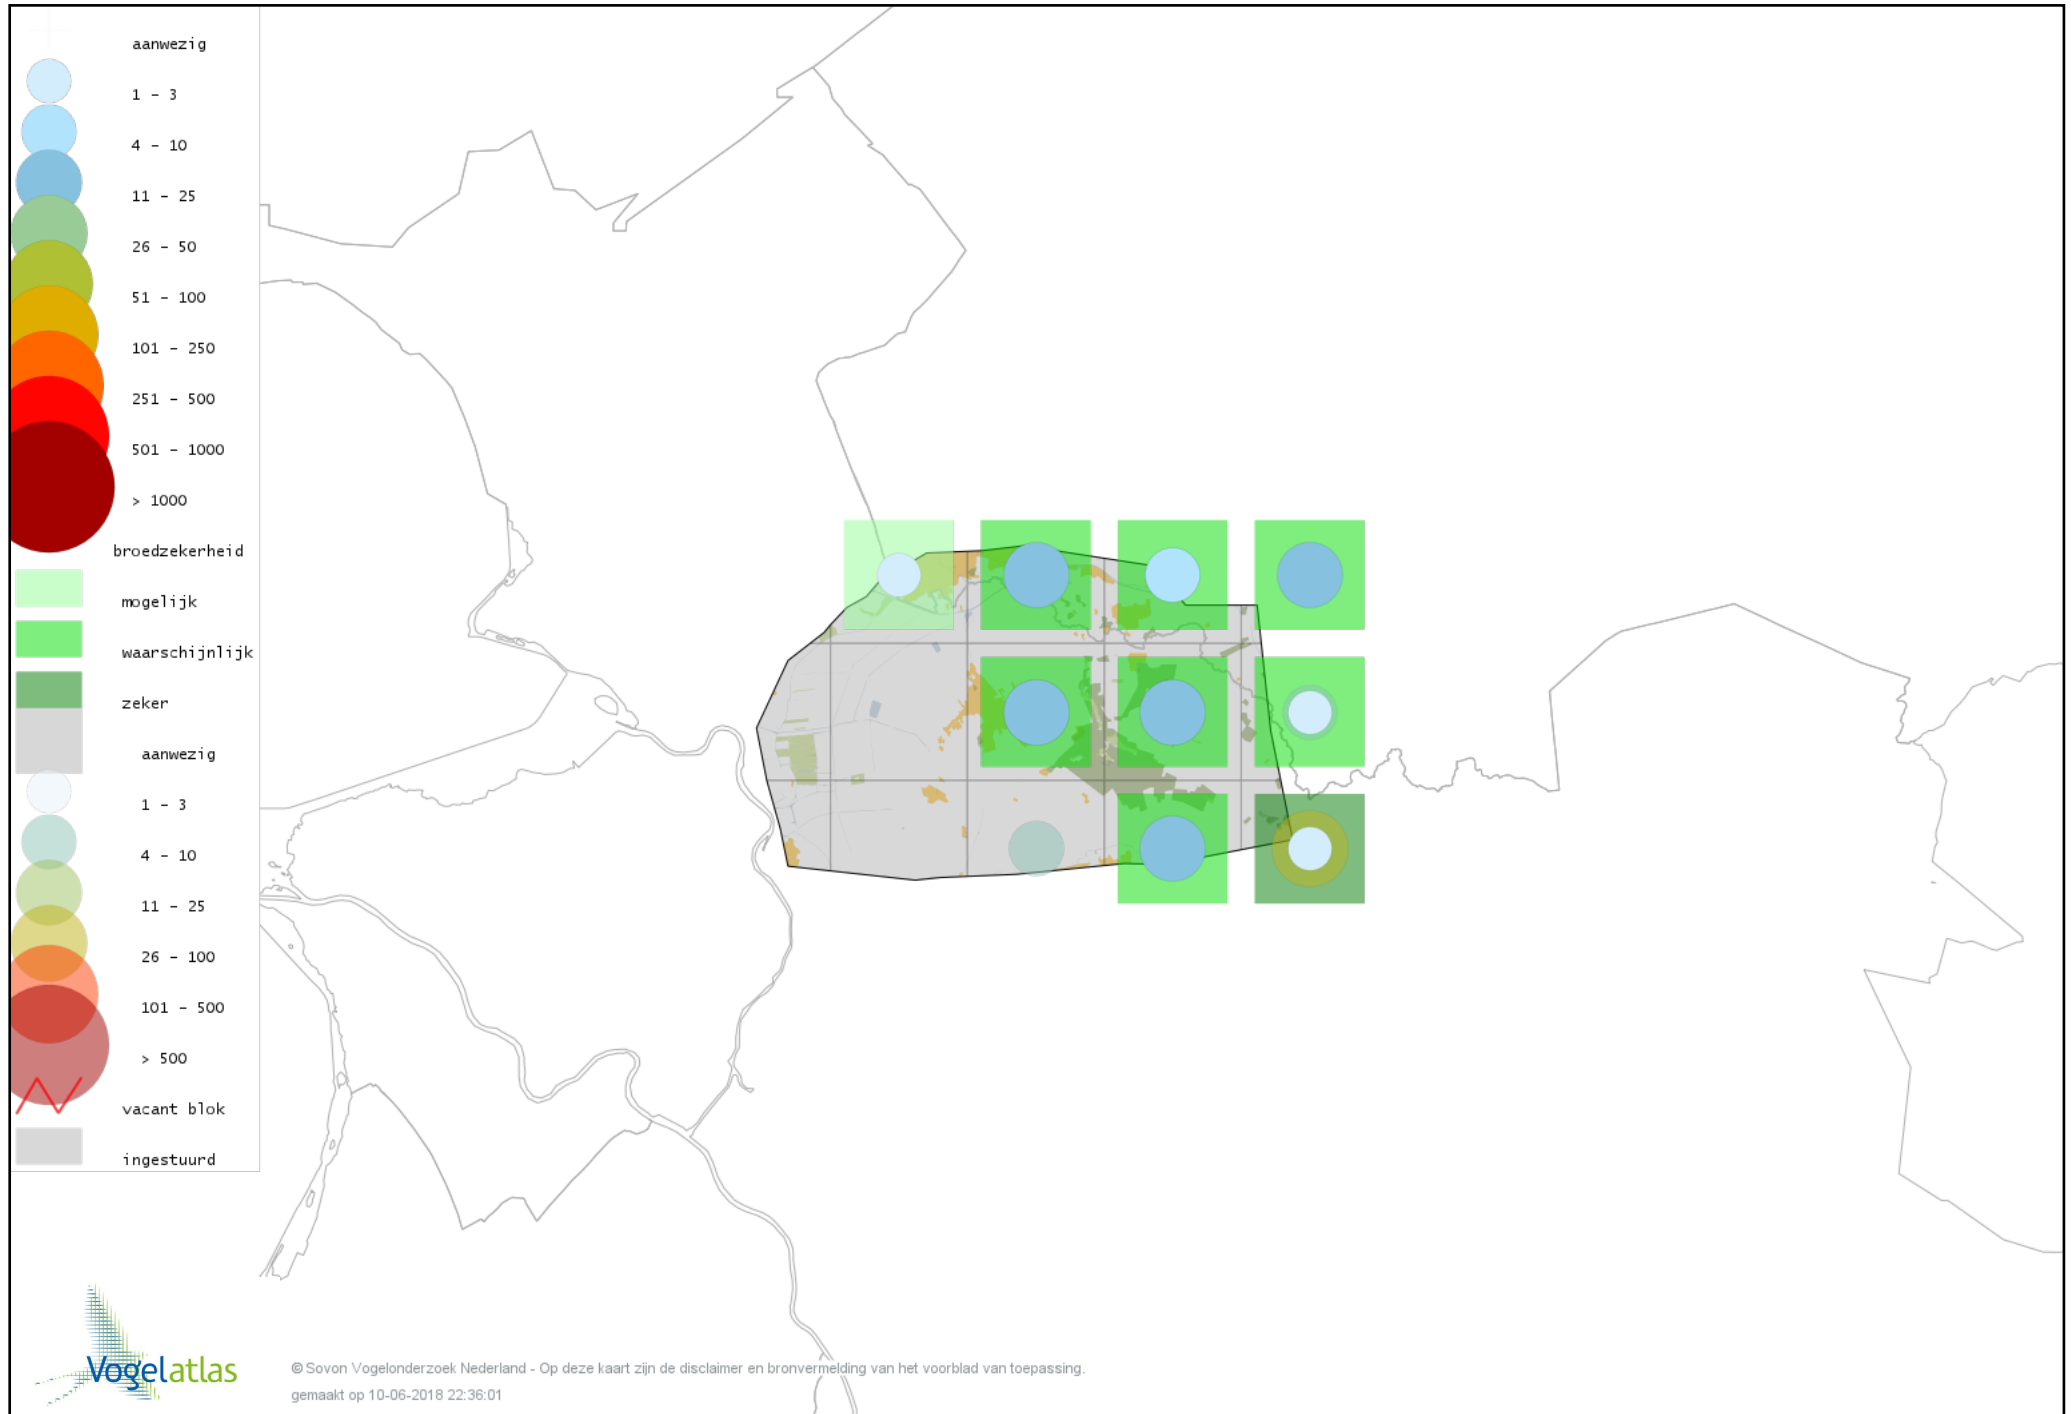 aanwezig
1 - 3
4 - 10
11 - 25
26 - 50
51 - 100
101 - 250
251 - 500
501 - 1000
> 1000
broedzekerheid
mogelijk
waarschijnlijk
zeker
aanwezig
1 - 3
4 - 10
11 - 25
26 - 100
101 - 500
> 500
vacant blok
ingestuurd
Vogelatlas
© Sovon Vogelonderzoek Nederland - Op deze kaart zijn de disclaimer en bronvermelding van het voorblad van toepassing.
gemaakt op 10-06-2018 22:36:01